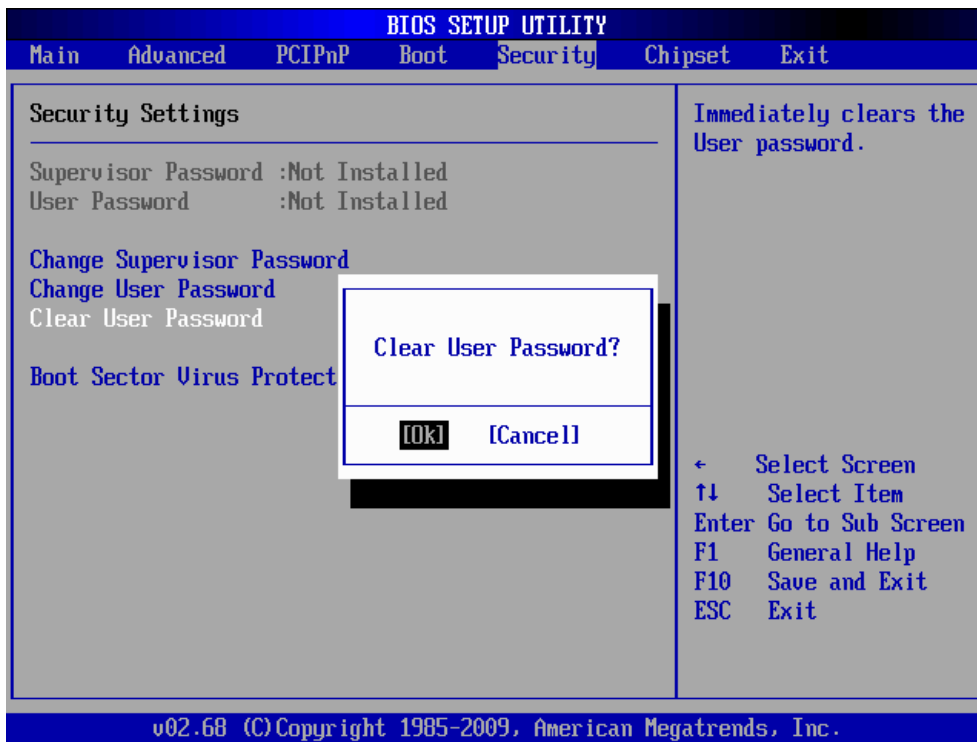 BIOS SETUP UTILITY
Main Advanced PCIPnP Boot Security Chipset Exit
Security Settings
Supervisor Password :Not Installed
User Password :Not Installed
Change Supervisor Password
Change User Password
Clear User Password
Boot Sector Virus Protect
Clear User Password?
[Ok] [Cancel]
Immediately clears the
User password.
← Select Screen
↑↓ Select Item
Enter Go to Sub Screen
F1 General Help
F10 Save and Exit
ESC Exit
v02.68 (C)Copyright 1985-2009, American Megatrends, Inc.